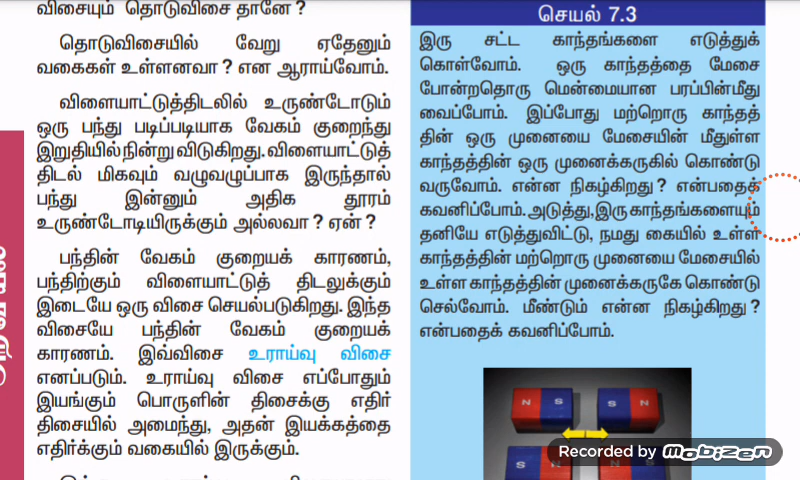 விசையும் தொடுவிசை தானே?
தொடுவிசையில் வேறு ஏதேனும்
வகைகள் உள்ளனவா? என ஆராய்வோம்.
விளையாட்டுத்திடலில் உருண்டோடும்
ஒரு பந்து படிப்படியாக வேகம் குறைந்து
இறுதியில் நின்று விடுகிறது. விளையாட்டுத்
திடல் மிகவும் வழுவழுப்பாக இருந்தால்
பந்து இன்னும் அதிக தூரம்
உருண்டோடியிருக்கும் அல்லவா? ஏன்?
பந்தின் வேகம் குறையக் காரணம்,
பந்திற்கும் விளையாட்டுத் திடலுக்கும்
இடையே ஒரு விசை செயல்படுகிறது. இந்த
விசையே பந்தின் வேகம் குறையக்
காரணம். இவ்விசை உராய்வு விசை
எனப்படும். உராய்வு விசை எப்போதும்
இயங்கும் பொருளின் திசைக்கு எதிர்
திசையில் அமைந்து, அதன் இயக்கத்தை
எதிர்க்கும் வகையில் இருக்கும்.
செயல் 7.3
இரு சட்ட காந்தங்களை எடுத்துக்
கொள்வோம். ஒரு காந்தத்தை மேசை
போன்றதொரு மென்மையான பரப்பின்மீது
வைப்போம். இப்போது மற்றொரு காந்தத்
தின் ஒரு முனையை மேசையின் மீதுள்ள
காந்தத்தின் ஒரு முனைக்கருகில் கொண்டு
வருவோம். என்ன நிகழ்கிறது? என்பதைக்
கவனிப்போம். அடுத்து, இரு காந்தங்களையும்
தனியே எடுத்துவிட்டு, நமது கையில் உள்ள
காந்தத்தின் மற்றொரு முனையை மேசையில்
உள்ள காந்தத்தின் முனைக்கருகே கொண்டு
செல்வோம். மீண்டும் என்ன நிகழ்கிறது?
என்பதைக் கவனிப்போம்.
N S S N
S N
Recorded by Mobizen